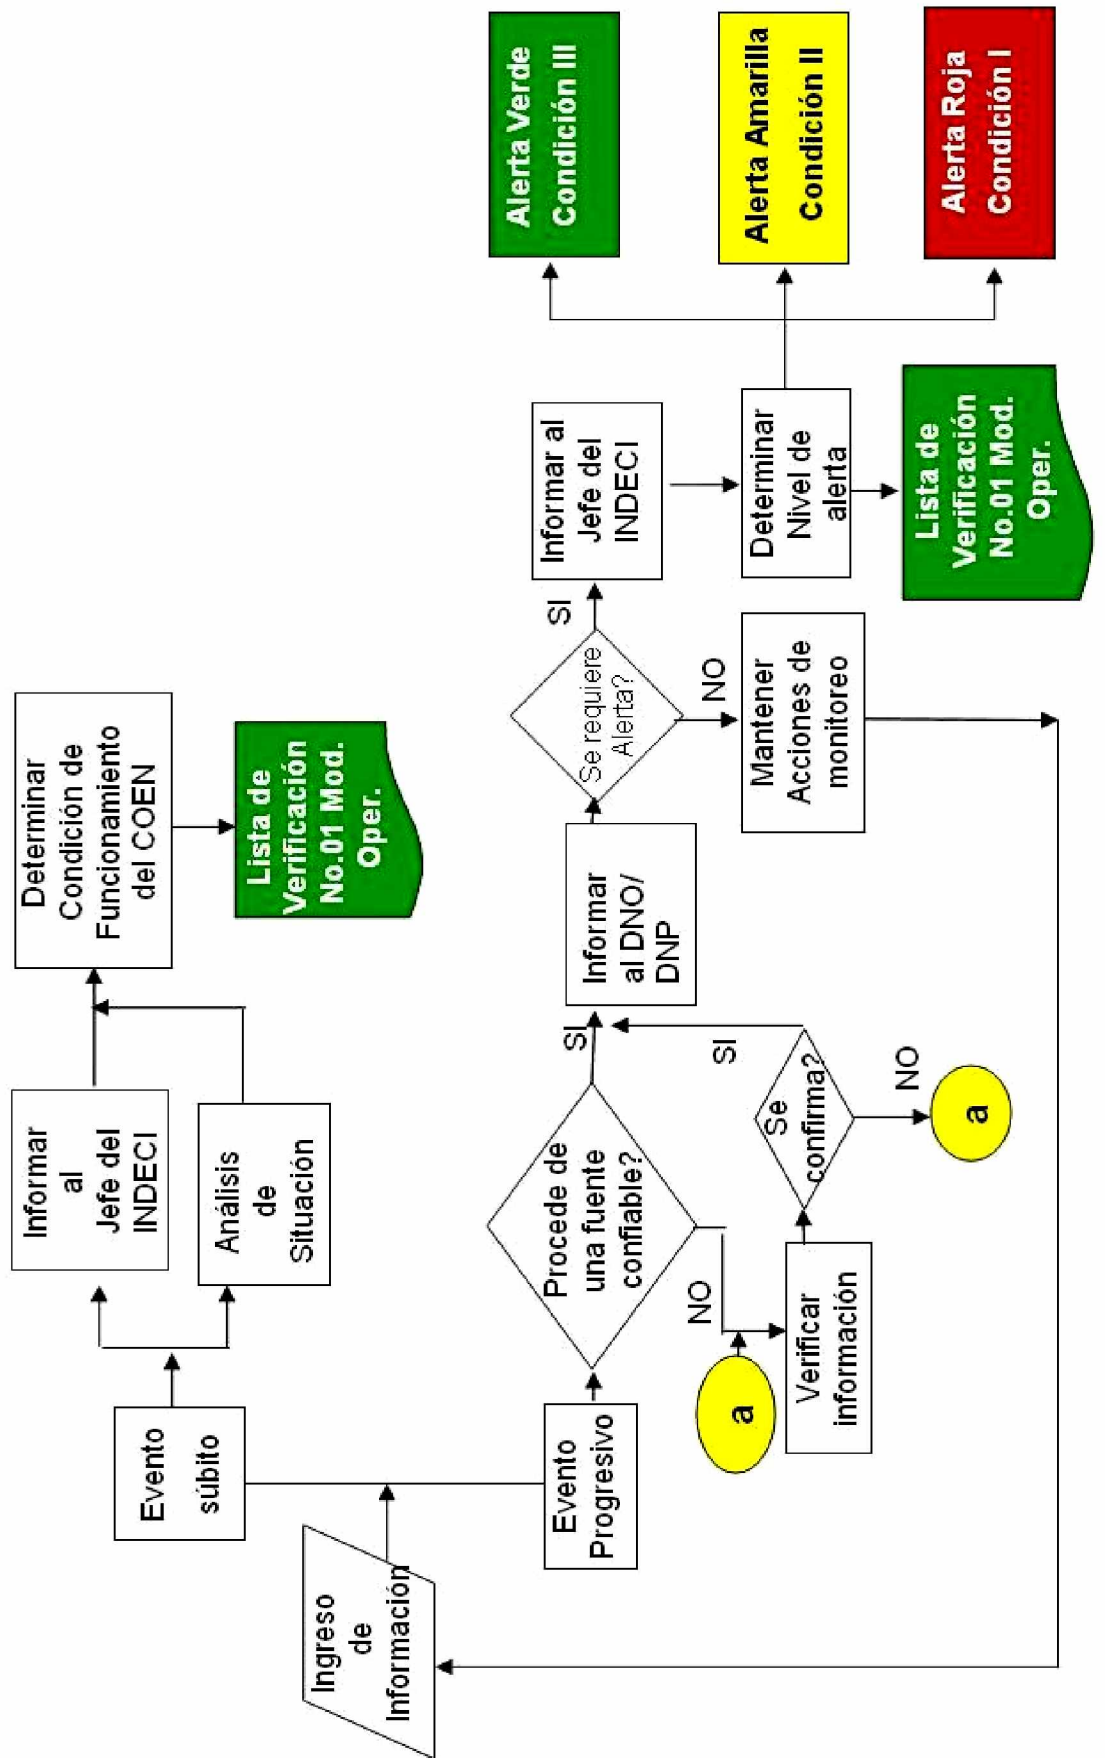 Ingreso
de
Información
Evento
súbito
Informar
al
Jefe del
INDECI
Análisis
de
Situación
Determinar
Condición de
Funcionamiento
del COEN
Lista de
Verificación
No.01 Mod.
Oper.
Evento
Progresivo
Procede de
una fuente
confiable?
SI
NO
a
Verificar
información
Se
confirma?
SI
NO
a
Informar
al DNO/
DNP
Se requiere
Alerta?
SI
NO
Mantener
Acciones de
monitoreo
Informar al
Jefe del
INDECI
Determinar
Nivel de
alerta
Lista de
Verificación
No.01 Mod.
Oper.
Alerta Verde
Condición III
Alerta Amarilla
Condición II
Alerta Roja
Condición I